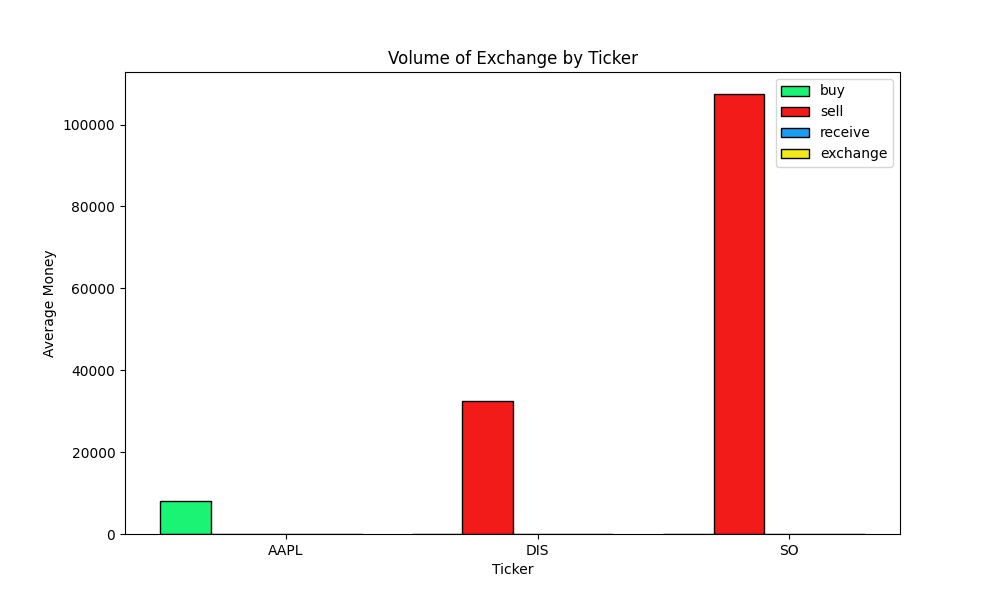 Volume of Exchange by Ticker
buy
sell
receive
exchange
100000
80000
60000
40000
20000
0
Average Money
AAPL
DIS
SO
Ticker